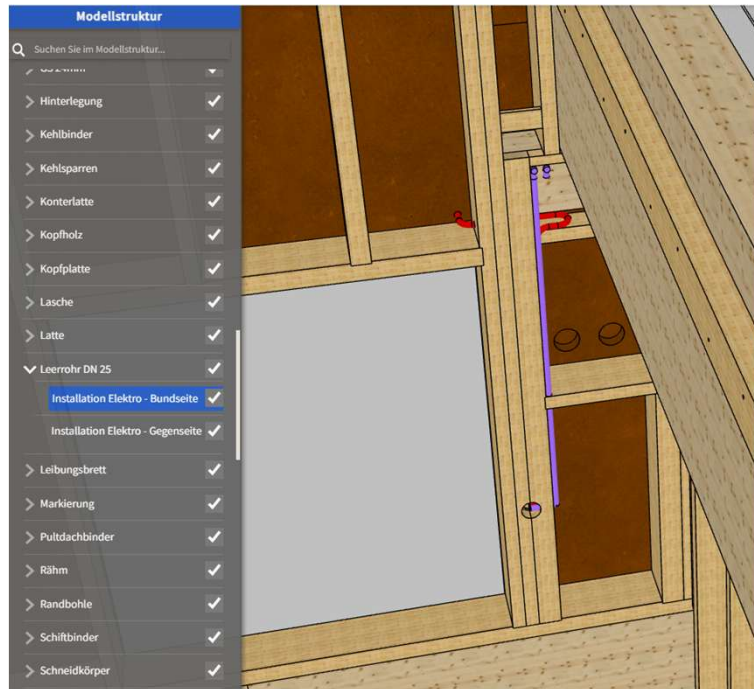 Modellstruktur
Suchen Sie im Modellstruktur...
Hinterlegung
Kehlbinder
Kehlsparren
Konterlatte
Kopfholz
Kopfplatte
Lasche
Latte
Leerrohr DN 25
Installation Elektro - Bundseite
Installation Elektro - Gegenseite
Leibungsbrett
Markierung
Pultdachbinder
Rähm
Randbohle
Schiftbinder
Schneidkörper